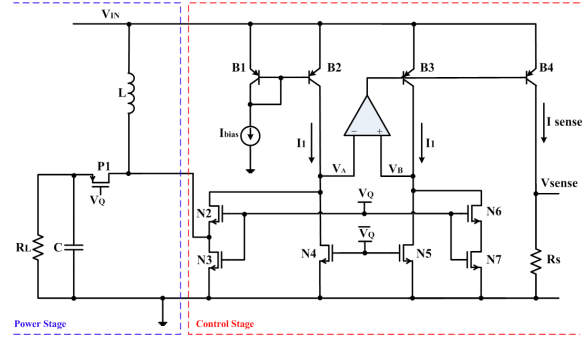 VIN
B1
B2
B3
B4
L
Ibias
I1
I1
I sense
P1
VA
VB
VQ
Vsense
N2
VQ
N6
RL
C
N3
N4
V̅Q
N5
N7
Rs
−
+
Power Stage
Control Stage